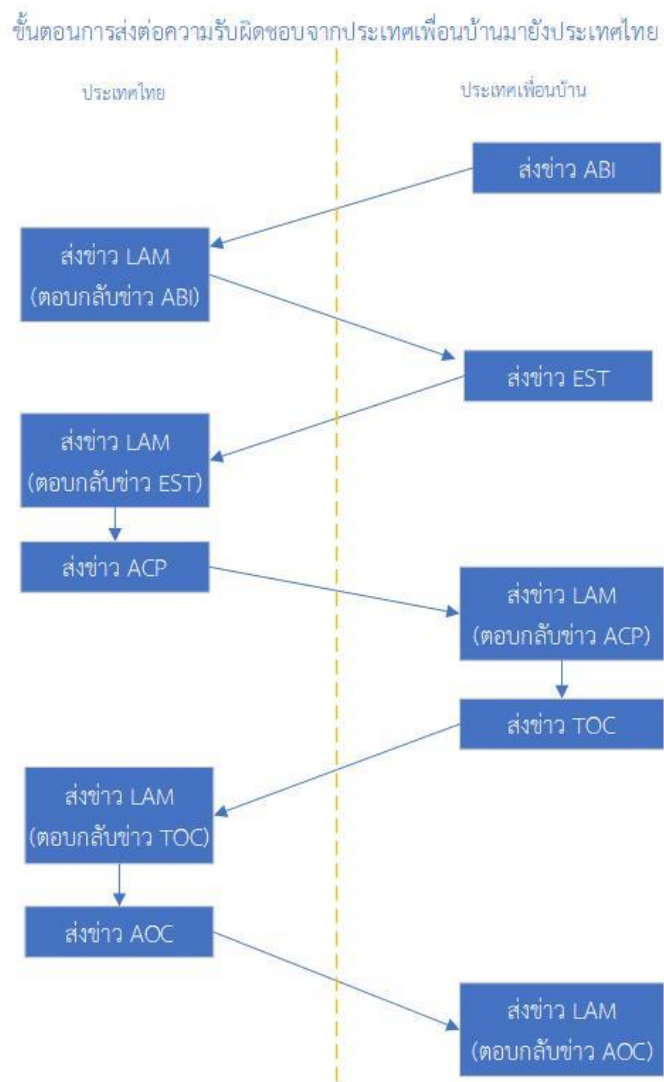 ขั้นตอนการส่งต่อความรับผิดชอบจากประเทศเพื่อนบ้านมายังประเทศไทย
ประเทศไทย
ประเทศเพื่อนบ้าน
ส่งข่าว ABI
ส่งข่าว LAM
(ตอบกลับข่าว ABI)
ส่งข่าว EST
ส่งข่าว LAM
(ตอบกลับข่าว EST)
ส่งข่าว ACP
ส่งข่าว LAM
(ตอบกลับข่าว ACP)
ส่งข่าว TOC
ส่งข่าว LAM
(ตอบกลับข่าว TOC)
ส่งข่าว AOC
ส่งข่าว LAM
(ตอบกลับข่าว AOC)